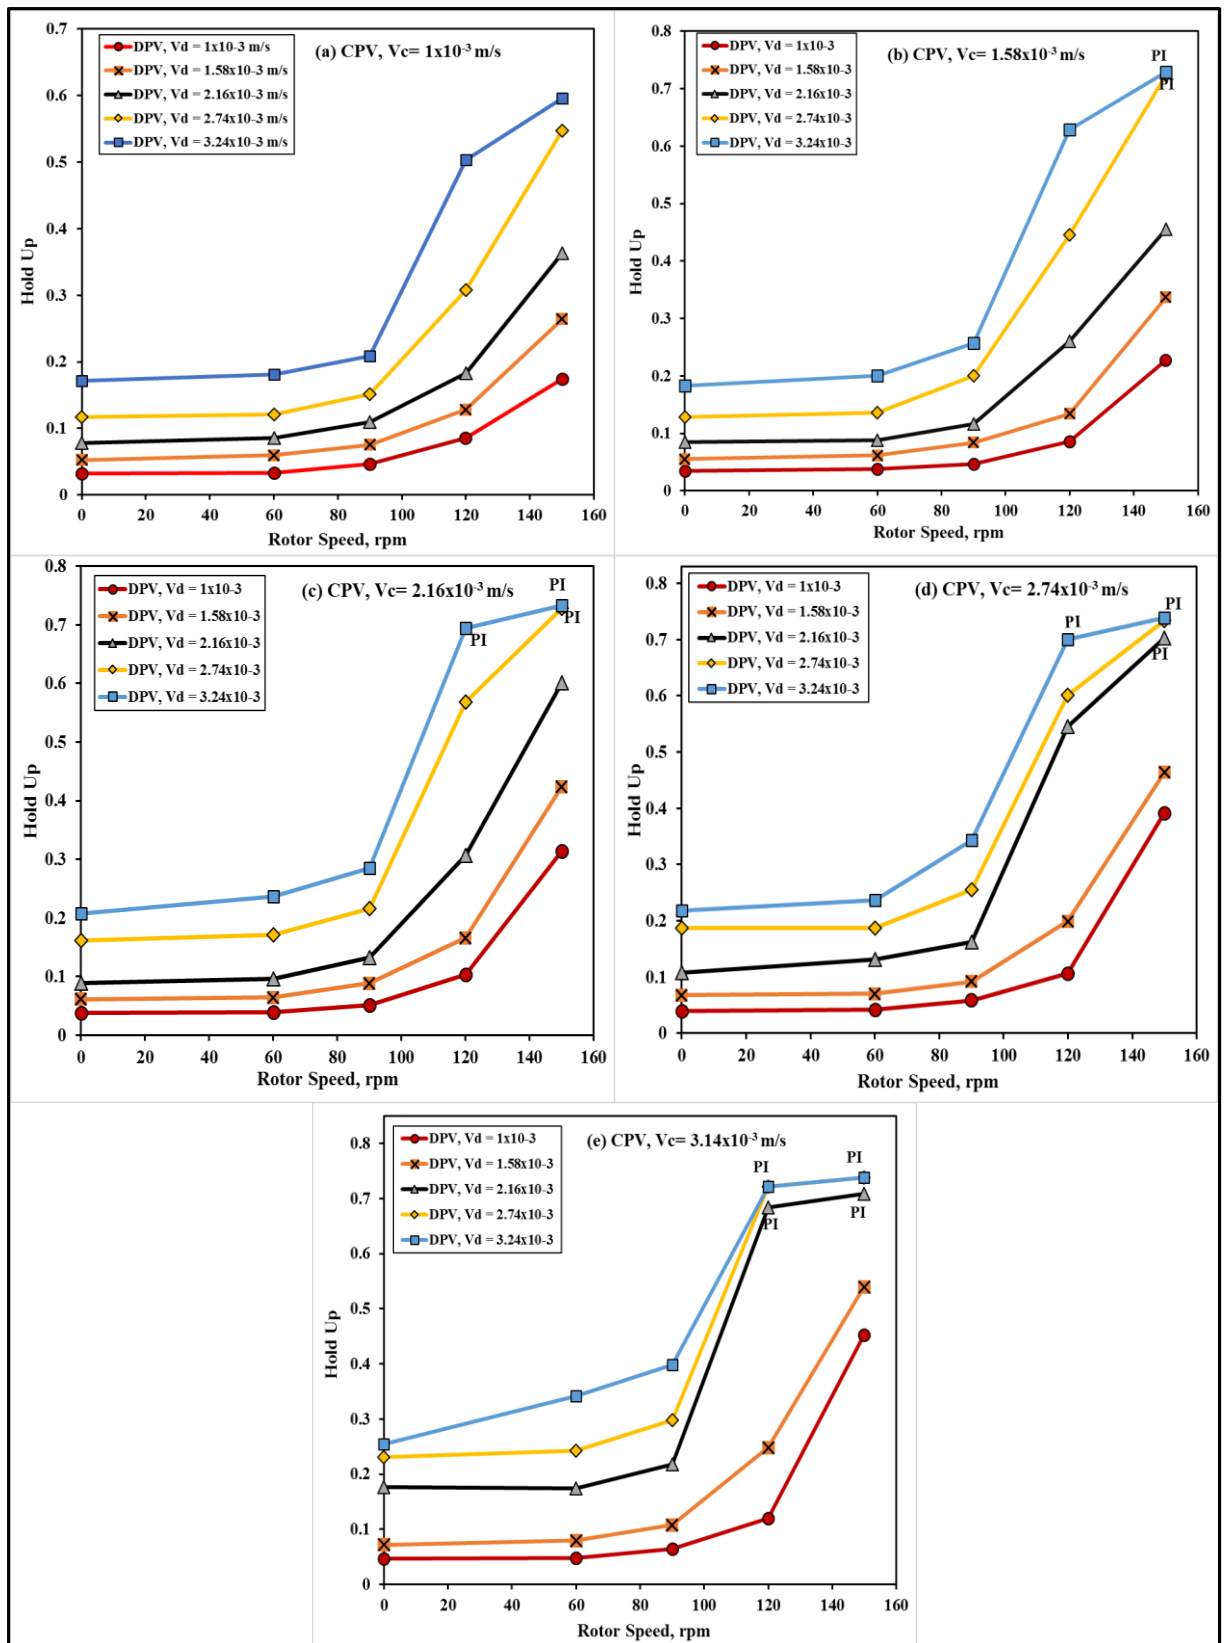 (a) CPV, Vc= 1x10-3 m/s
DPV, Vd = 1x10-3 m/s
DPV, Vd = 1.58x10-3 m/s
DPV, Vd = 2.16x10-3 m/s
DPV, Vd = 2.74x10-3 m/s
DPV, Vd = 3.24x10-3 m/s
Hold Up
0.7
0.6
0.5
0.4
0.3
0.2
0.1
0
0 20 40 60 80 100 120 140 160
Rotor Speed, rpm
(b) CPV, Vc= 1.58x10-3 m/s
DPV, Vd = 1x10-3
DPV, Vd = 1.58x10-3
DPV, Vd = 2.16x10-3
DPV, Vd = 2.74x10-3
DPV, Vd = 3.24x10-3
PI
PI
Hold Up
0.8
0.7
0.6
0.5
0.4
0.3
0.2
0.1
0
0 20 40 60 80 100 120 140 160
Rotor Speed, rpm
(c) CPV, Vc= 2.16x10-3 m/s
DPV, Vd = 1x10-3
DPV, Vd = 1.58x10-3
DPV, Vd = 2.16x10-3
DPV, Vd = 2.74x10-3
DPV, Vd = 3.24x10-3
PI
PI
PI
Hold Up
0.8
0.7
0.6
0.5
0.4
0.3
0.2
0.1
0
0 20 40 60 80 100 120 140 160
Rotor Speed, rpm
(d) CPV, Vc= 2.74x10-3 m/s
DPV, Vd = 1x10-3
DPV, Vd = 1.58x10-3
DPV, Vd = 2.16x10-3
DPV, Vd = 2.74x10-3
DPV, Vd = 3.24x10-3
PI
PI
PI
Hold Up
0.8
0.7
0.6
0.5
0.4
0.3
0.2
0.1
0
0 20 40 60 80 100 120 140 160
Rotor Speed, rpm
(e) CPV, Vc= 3.14x10-3 m/s
DPV, Vd = 1x10-3
DPV, Vd = 1.58x10-3
DPV, Vd = 2.16x10-3
DPV, Vd = 2.74x10-3
DPV, Vd = 3.24x10-3
PI
PI
PI
PI
Hold Up
0.8
0.7
0.6
0.5
0.4
0.3
0.2
0.1
0
0 20 40 60 80 100 120 140 160
Rotor Speed, rpm